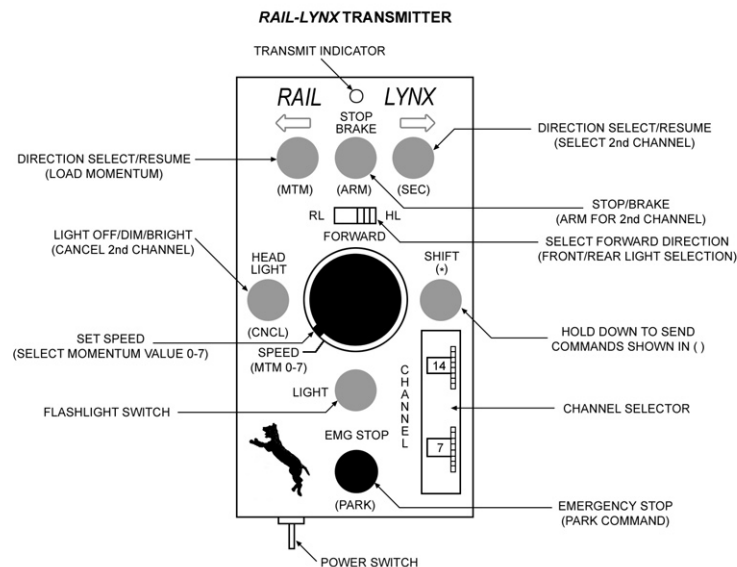 RAIL-LYNX TRANSMITTER
TRANSMIT INDICATOR
RAIL LYNX
STOP
BRAKE
DIRECTION SELECT/RESUME
(LOAD MOMENTUM)
DIRECTION SELECT/RESUME
(SELECT 2nd CHANNEL)
(MTM) (ARM) (SEC)
STOP/BRAKE
(ARM FOR 2nd CHANNEL)
RL HL
FORWARD
LIGHT OFF/DIM/BRIGHT
(CANCEL 2nd CHANNEL)
SELECT FORWARD DIRECTION
(FRONT/REAR LIGHT SELECTION)
HEAD
LIGHT
SHIFT
(*)
(CNCL)
HOLD DOWN TO SEND
COMMANDS SHOWN IN ( )
SET SPEED
(SELECT MOMENTUM VALUE 0-7)
SPEED
(MTM 0-7)
CHANNEL
14
7
LIGHT
CHANNEL SELECTOR
FLASHLIGHT SWITCH
EMG STOP
(PARK)
EMERGENCY STOP
(PARK COMMAND)
POWER SWITCH